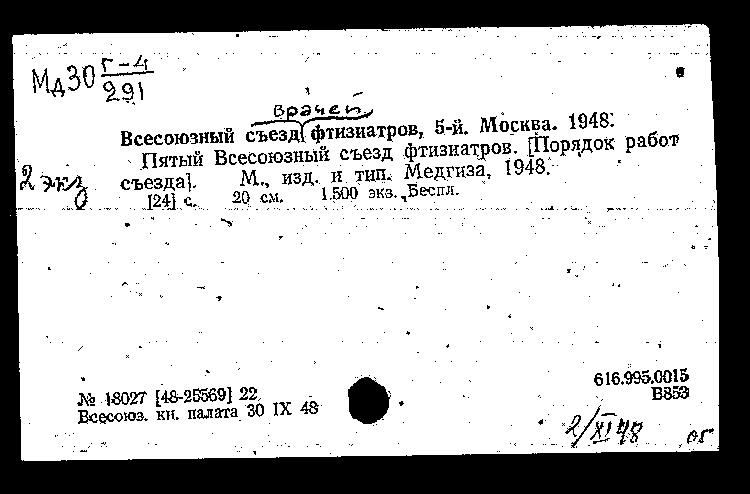 Мд30 Г-4/291
врачей
Всесоюзный съезд фтизиатров, 5-й. Москва. 1948.
Пятый Всесоюзный съезд фтизиатров. [Порядок работ
2 экз
съезда]. М., изд. и тип. Медгиза, 1948.
[24] с. 20 см. 1.500 экз. Беспл.
616.995.0015
№ 18027 [48-25569] 22
В853
Всесоюз. кн. палата 30 IX 48
2/XI 48